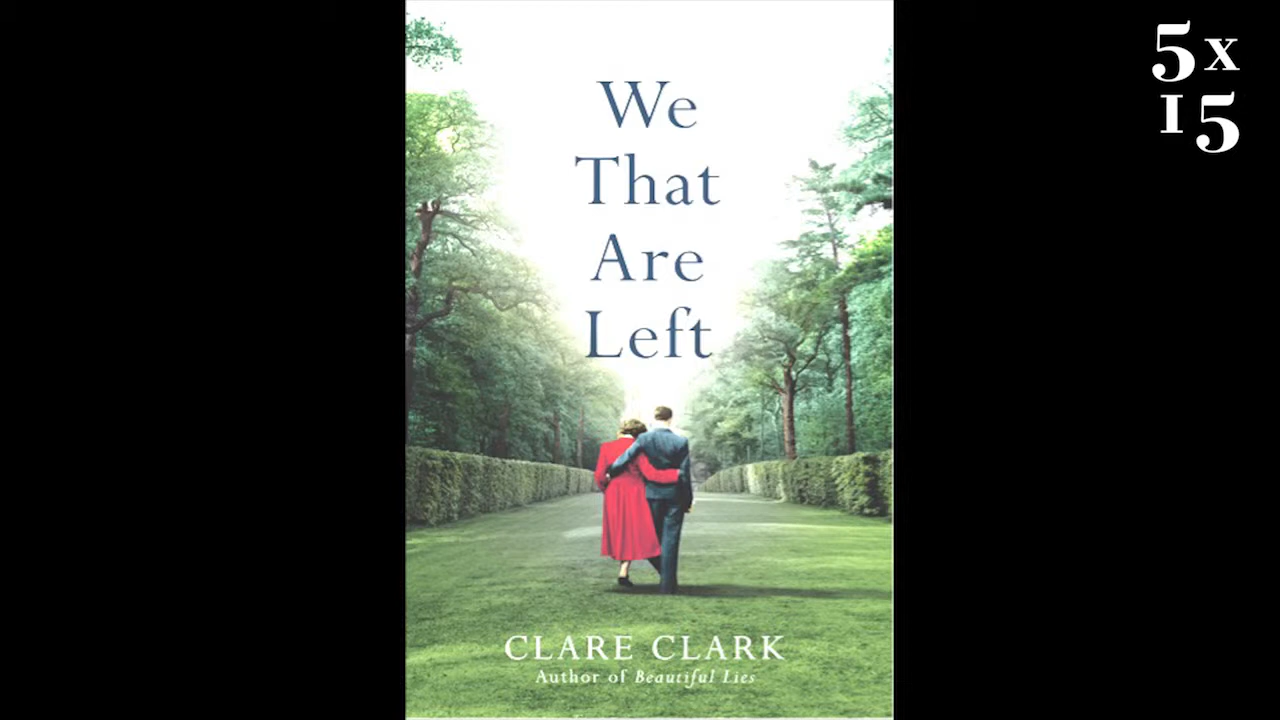 We
That
Are
Left
CLARE CLARK
Author of Beautiful Lies
5x
15